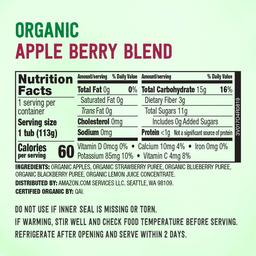 ORGANIC
APPLE BERRY BLEND
Nutrition Facts
1 serving per container
Serving size
1 tub (113g)
Calories per serving 60
Amount/serving % Daily Value
Total Fat 0g 0%
Saturated Fat 0g
Trans Fat 0g
Cholesterol 0mg
Sodium 0mg
Amount/serving % Daily Value
Total Carbohydrate 15g 16%
Dietary Fiber 3g
Total Sugars 11g
Includes 0g Added Sugars
Protein <1g Not a significant source of protein
Vitamin D 0mcg 0% • Calcium 10mg 4% • Iron 0mg 0%
Potassium 85mg 10% • Vitamin C 4mg 8%
INGREDIENTS: ORGANIC APPLES, ORGANIC STRAWBERRY PUREE, ORGANIC BLUEBERRY PUREE,
ORGANIC BLACKBERRY PUREE, ORGANIC LEMON JUICE CONCENTRATE.
DISTRIBUTED BY: AMAZON.COM SERVICES LLC. SEATTLE, WA 98109.
CERTIFIED ORGANIC BY: QAI.
DO NOT USE IF INNER SEAL IS MISSING OR TORN.
IF WARMING, STIR WELL AND CHECK FOOD TEMPERATURE BEFORE SERVING.
REFRIGERATE AFTER OPENING AND SERVE WITHIN 2 DAYS.